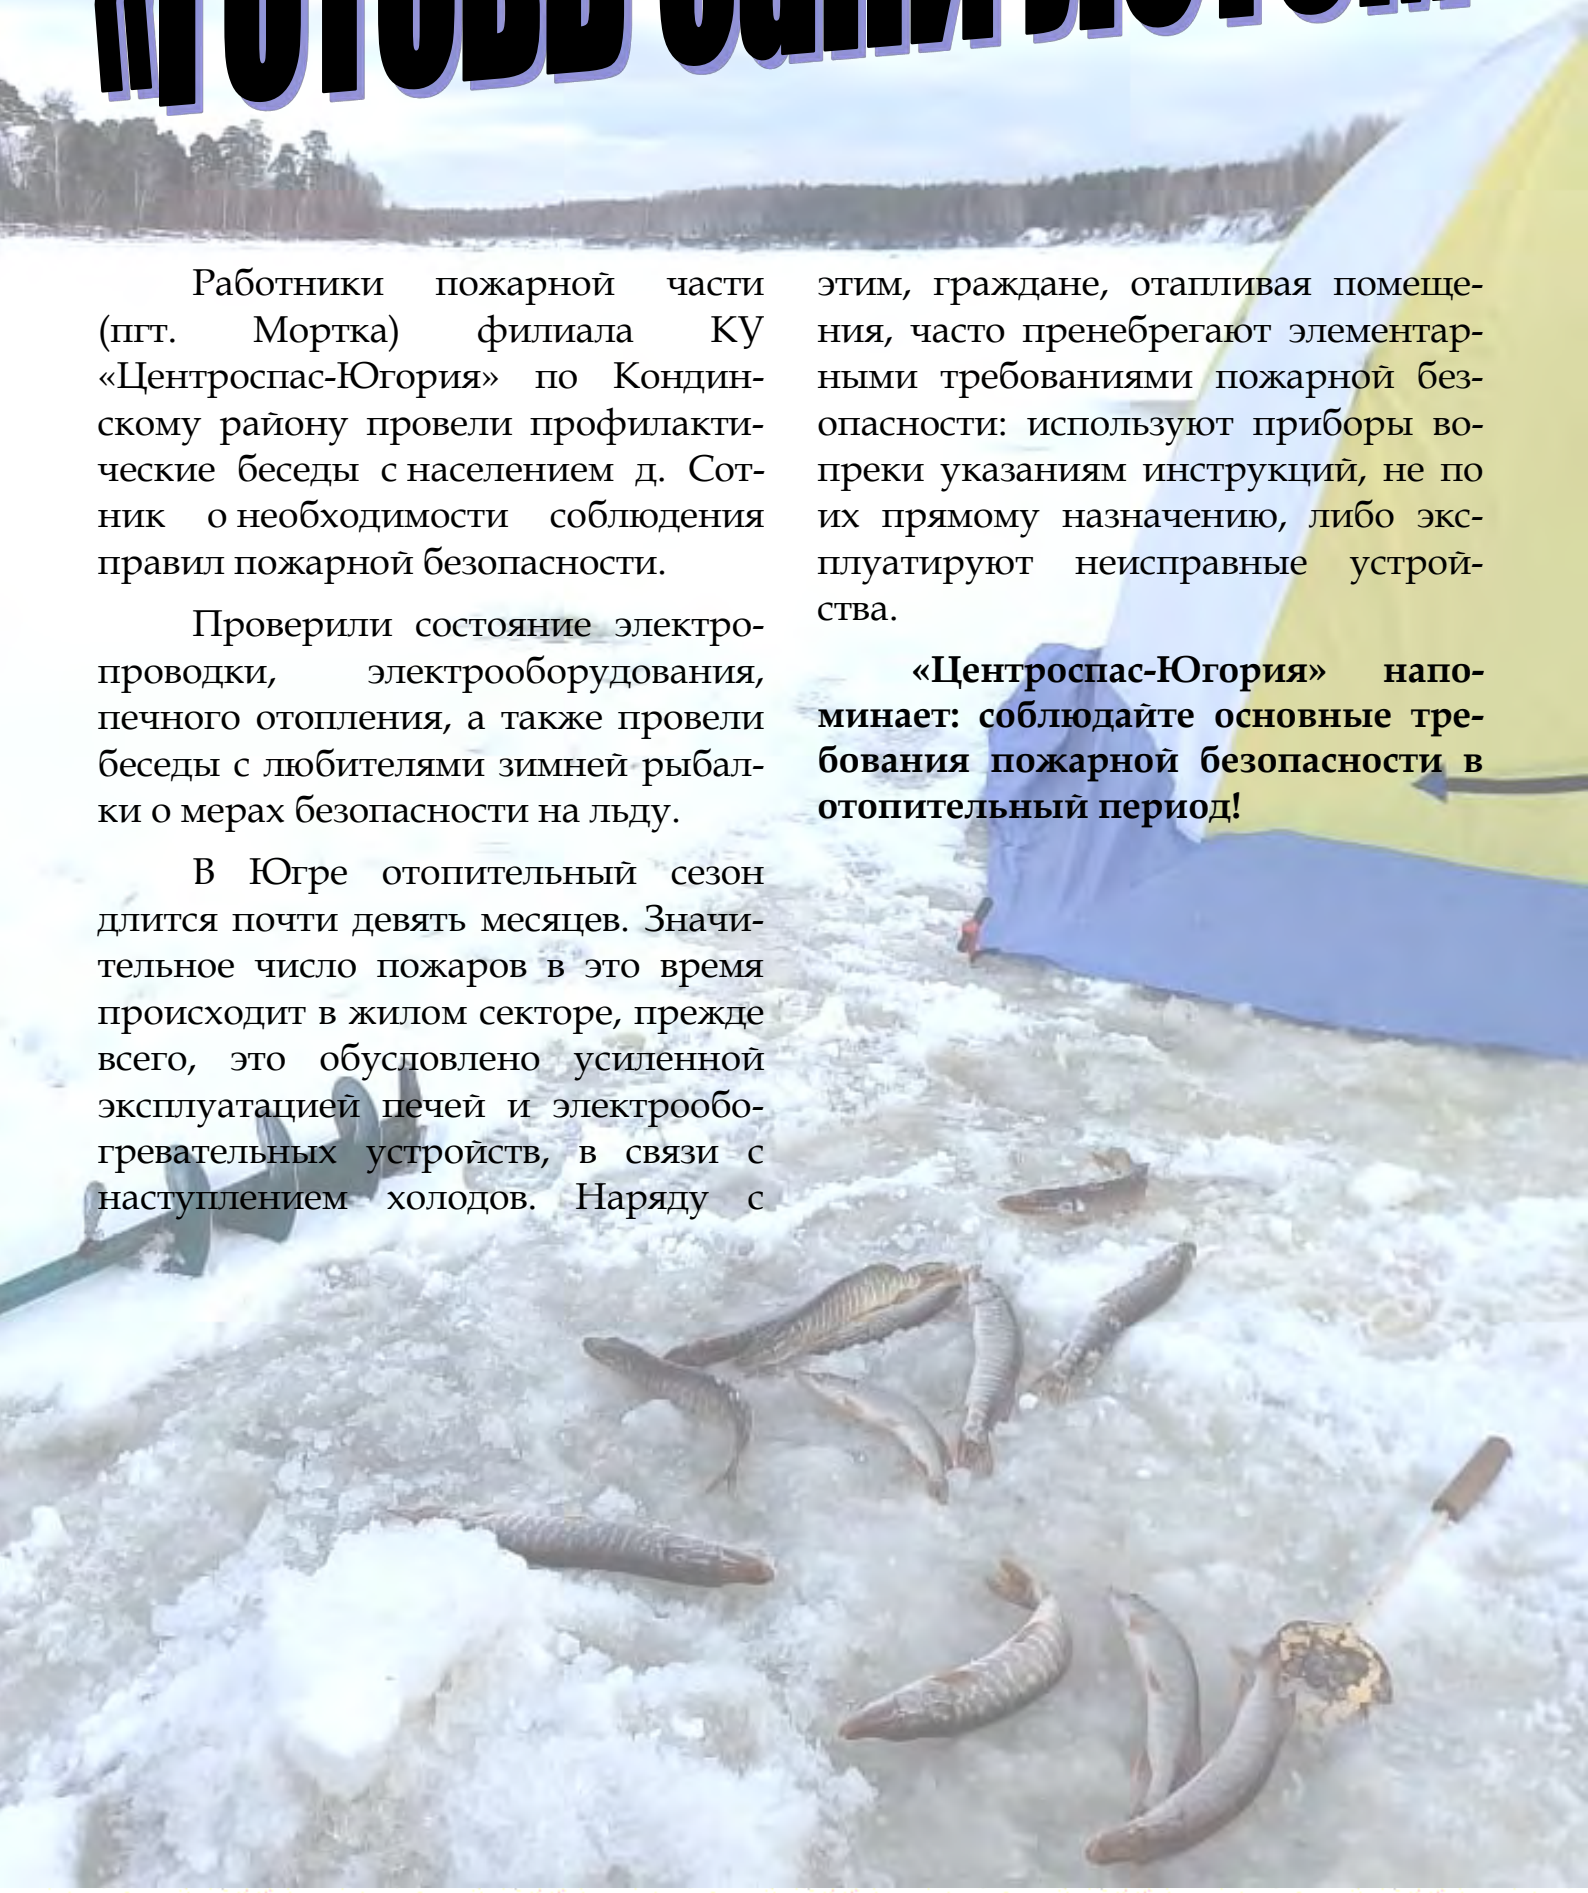 «Готовь сани
Работники пожарной части
(пгт. Мортка) филиала КУ
«Центроспас-Югория» по Кондин-
скому району провели профилакти-
ческие беседы с населением д. Сот-
ник о необходимости соблюдения
правил пожарной безопасности.
Проверили состояние электро-
проводки, электрооборудования,
печного отопления, а также провели
беседы с любителями зимней рыбал-
ки о мерах безопасности на льду.
В Югре отопительный сезон
длится почти девять месяцев. Значи-
тельное число пожаров в это время
происходит в жилом секторе, прежде
всего, это обусловлено усиленной
эксплуатацией печей и электрообо-
гревательных устройств, в связи с
наступлением холодов. Наряду с
этим, граждане, отапливая помеще-
ния, часто пренебрегают элементар-
ными требованиями пожарной без-
опасности: используют приборы во-
преки указаниям инструкций, не по
их прямому назначению, либо экс-
плуатируют неисправные устрой-
ства.
«Центроспас-Югория» напо-
минает: соблюдайте основные тре-
бования пожарной безопасности в
отопительный период!